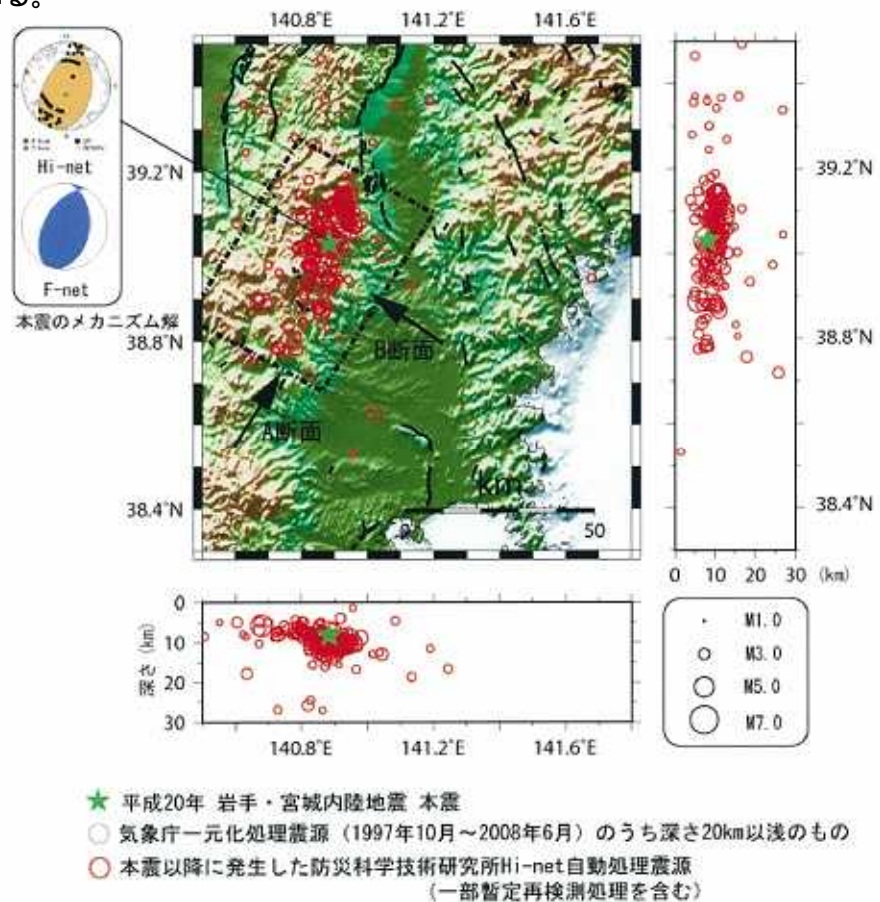 る。
140.8°E 141.2°E 141.6°E
Hi-net
F-net
本震のメカニズム解
39.2°N
38.8°N
38.4°N
B断面
A断面
km
0 50
39.2°N
38.8°N
38.4°N
0 10 20 30 (km)
0
10
20
30
深さ(km)
140.8°E 141.2°E 141.6°E
M1.0
M3.0
M5.0
M7.0
平成20年 岩手・宮城内陸地震 本震
気象庁一元化処理震源(1997年10月~2008年6月)のうち深さ20km以浅のもの
本震以降に発生した防災科学技術研究所Hi-net自動処理震源
(一部暫定再検測処理を含む)